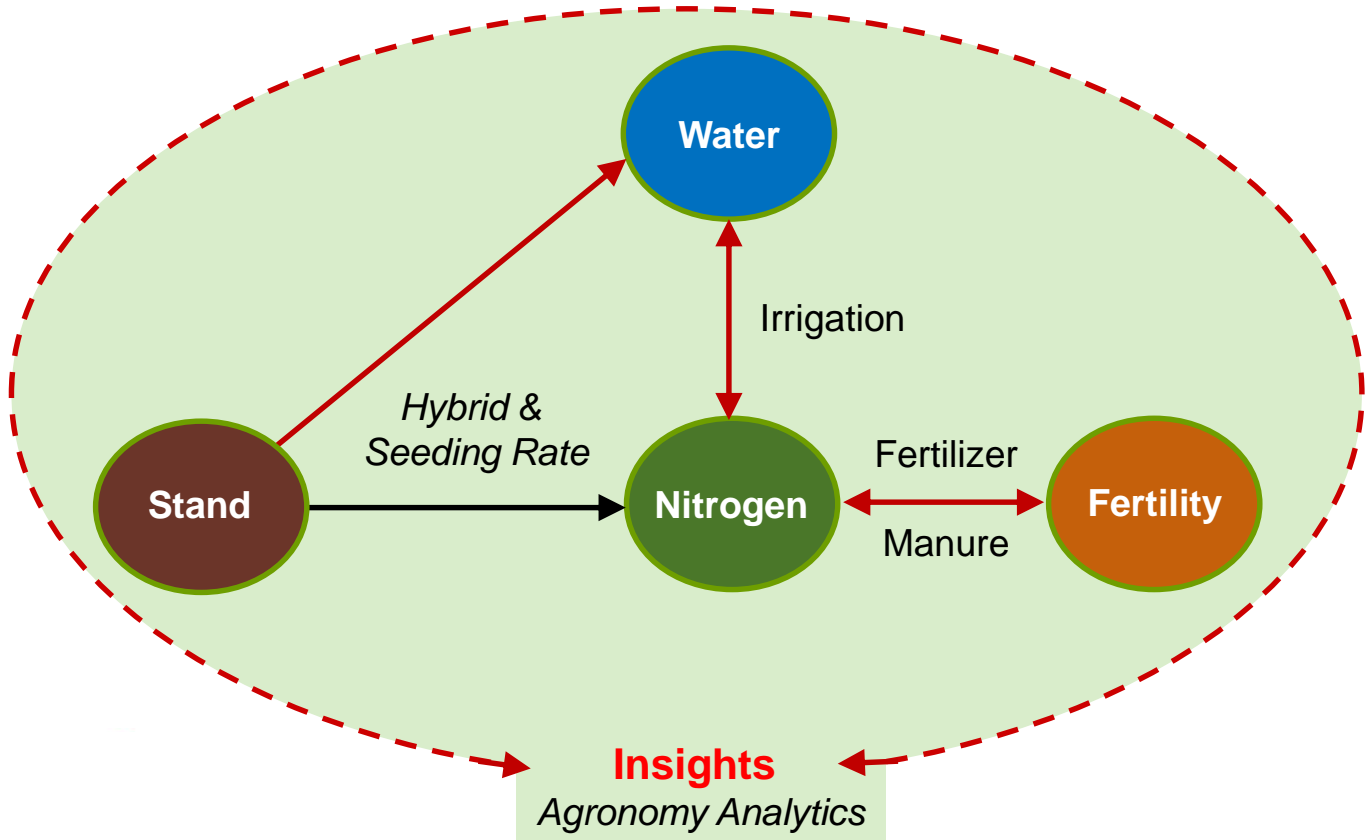 Water
Irrigation
Hybrid &
Seeding Rate
Stand
Nitrogen
Fertilizer
Manure
Fertility
Insights
Agronomy Analytics